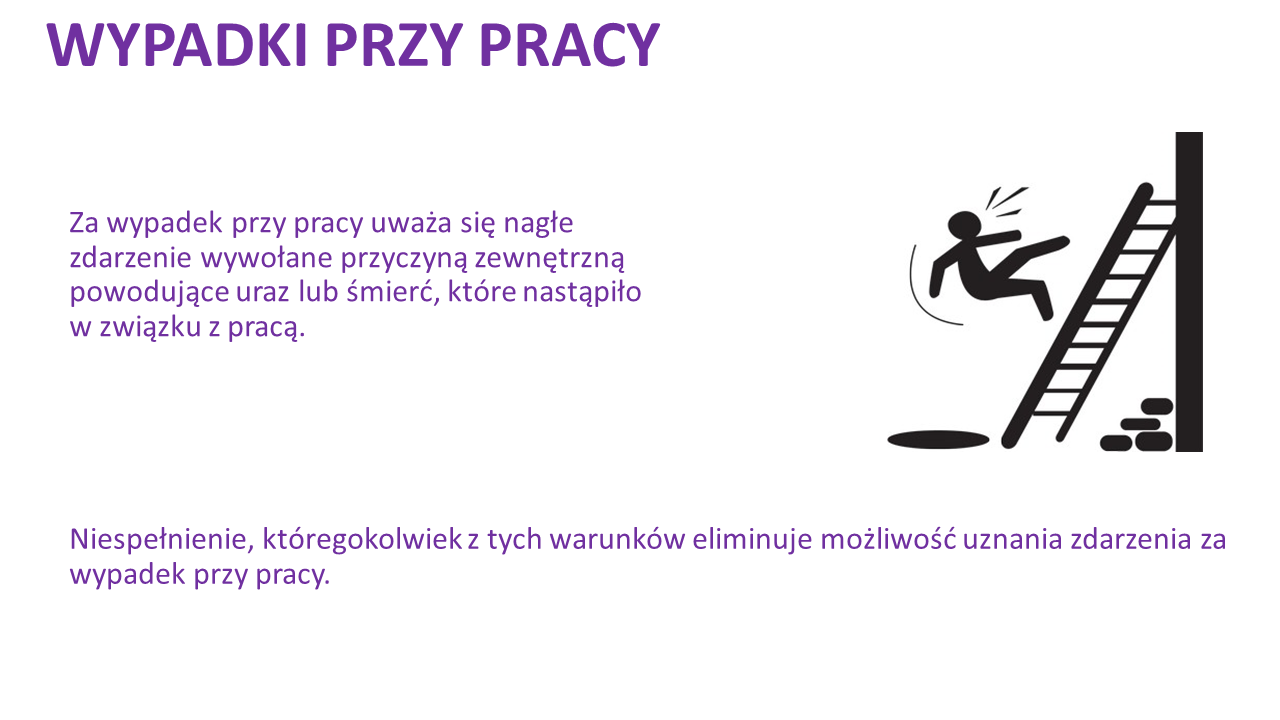 WYPADKI PRZY PRACY
Za wypadek przy pracy uważa się nagłe
zdarzenie wywołane przyczyną zewnętrzną
powodujące uraz lub śmierć, które nastąpiło
w związku z pracą.
Niespełnienie, któregokolwiek z tych warunków eliminuje możliwość uznania zdarzenia za
wypadek przy pracy.